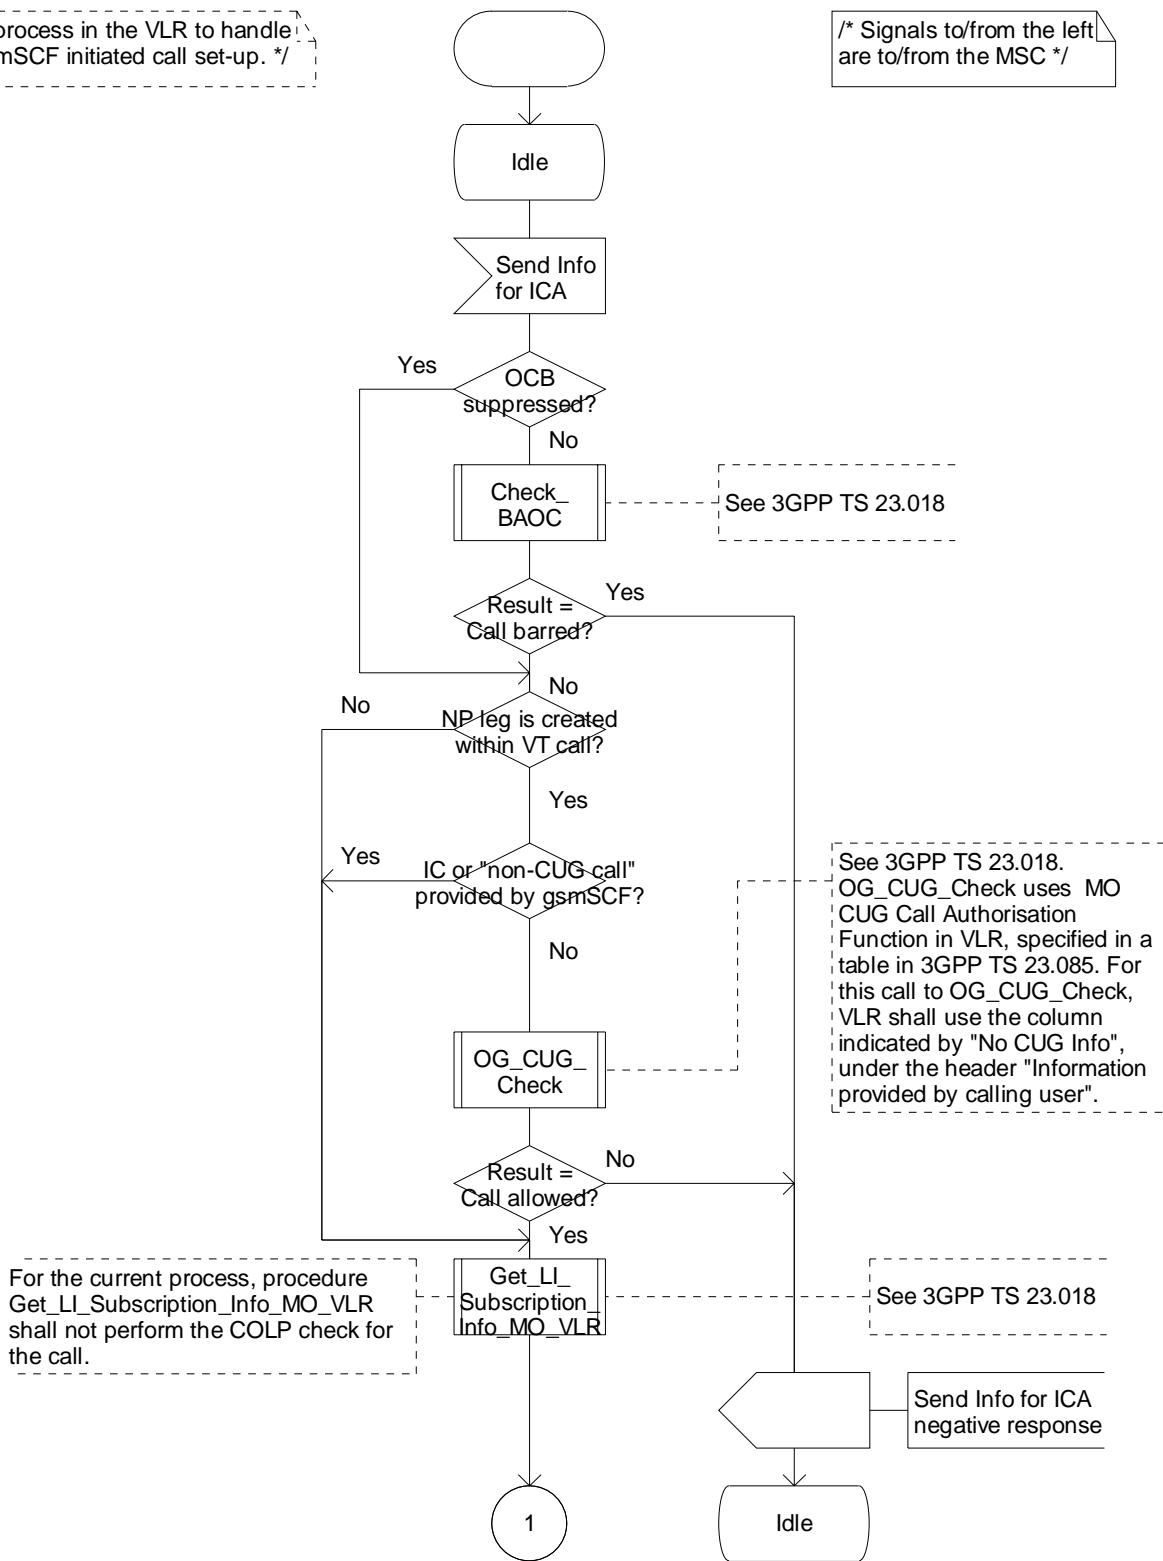 process in the VLR to handle
mSCF initiated call set-up. */
/* Signals to/from the left
are to/from the MSC */
Idle
Send Info
for ICA
Yes
OCB
suppressed?
No
Check_
BAOC
See 3GPP TS 23.018
Result =
Call barred?
Yes
No
No
NP leg is created
within VT call?
Yes
Yes
IC or "non-CUG call"
provided by gsmSCF?
No
See 3GPP TS 23.018.
OG_CUG_Check uses MO
CUG Call Authorisation
Function in VLR, specified in a
table in 3GPP TS 23.085. For
this call to OG_CUG_Check,
VLR shall use the column
indicated by "No CUG Info",
under the header "Information
provided by calling user".
OG_CUG_
Check
Result =
Call allowed?
No
Yes
For the current process, procedure
Get_LI_Subscription_Info_MO_VLR
shall not perform the COLP check for
the call.
Get_LI_
Subscription_
Info_MO_VLR
See 3GPP TS 23.018
Send Info for ICA
negative response
1
Idle